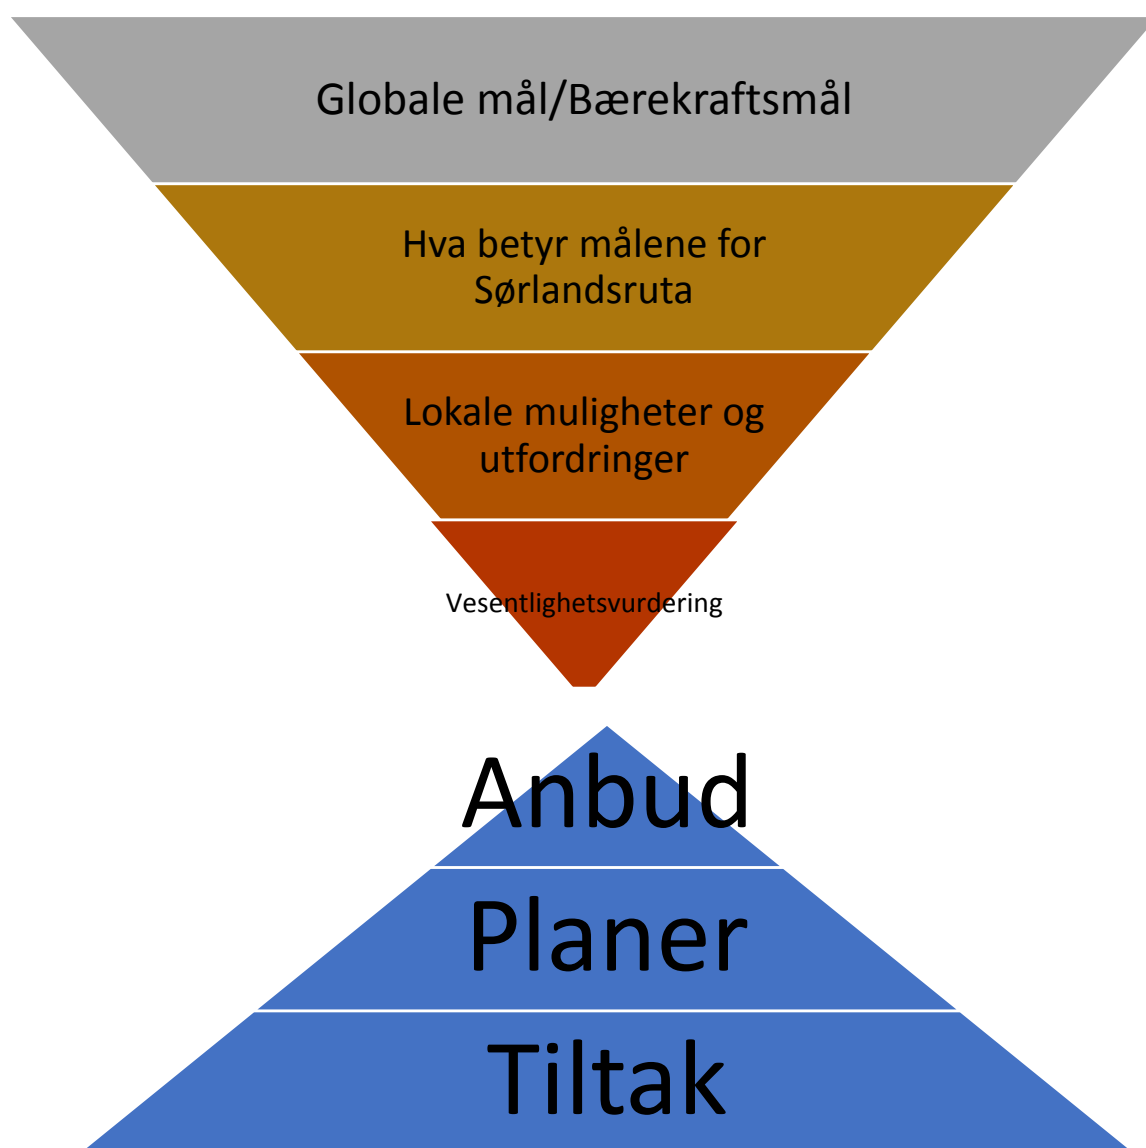 Globale mål/Bærekraftsmål
Hva betyr målene for
Sørlandsruta
Lokale muligheter og
utfordringer
Vesentlighetsvurdering
Anbud
Planer
Tiltak